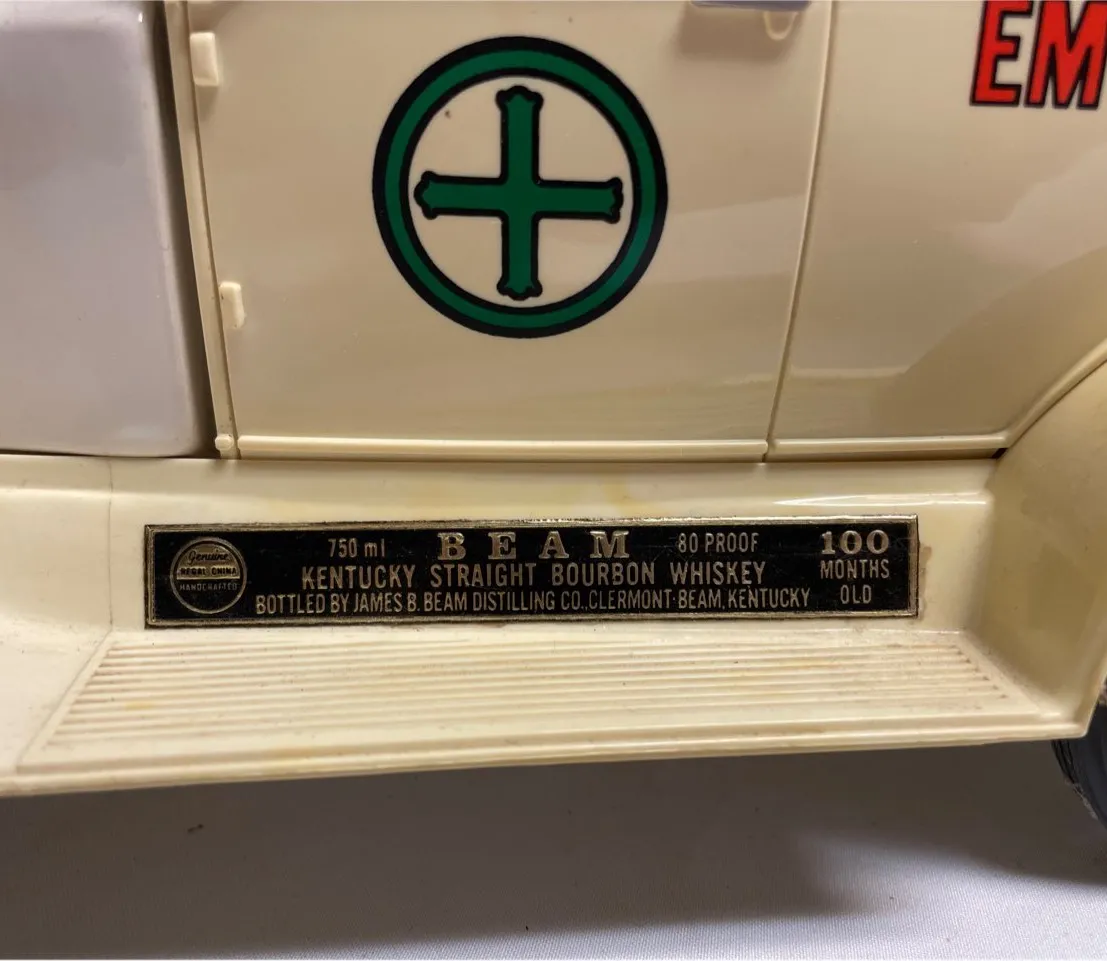 EM
750 ml BEAM 80 PROOF 100
KENTUCKY STRAIGHT BOURBON WHISKEY MONTHS
BOTTLED BY JAMES B. BEAM DISTILLING CO., CLERMONT·BEAM, KENTUCKY OLD
Genuine
REGAL CHINA
HANDCRAFTED